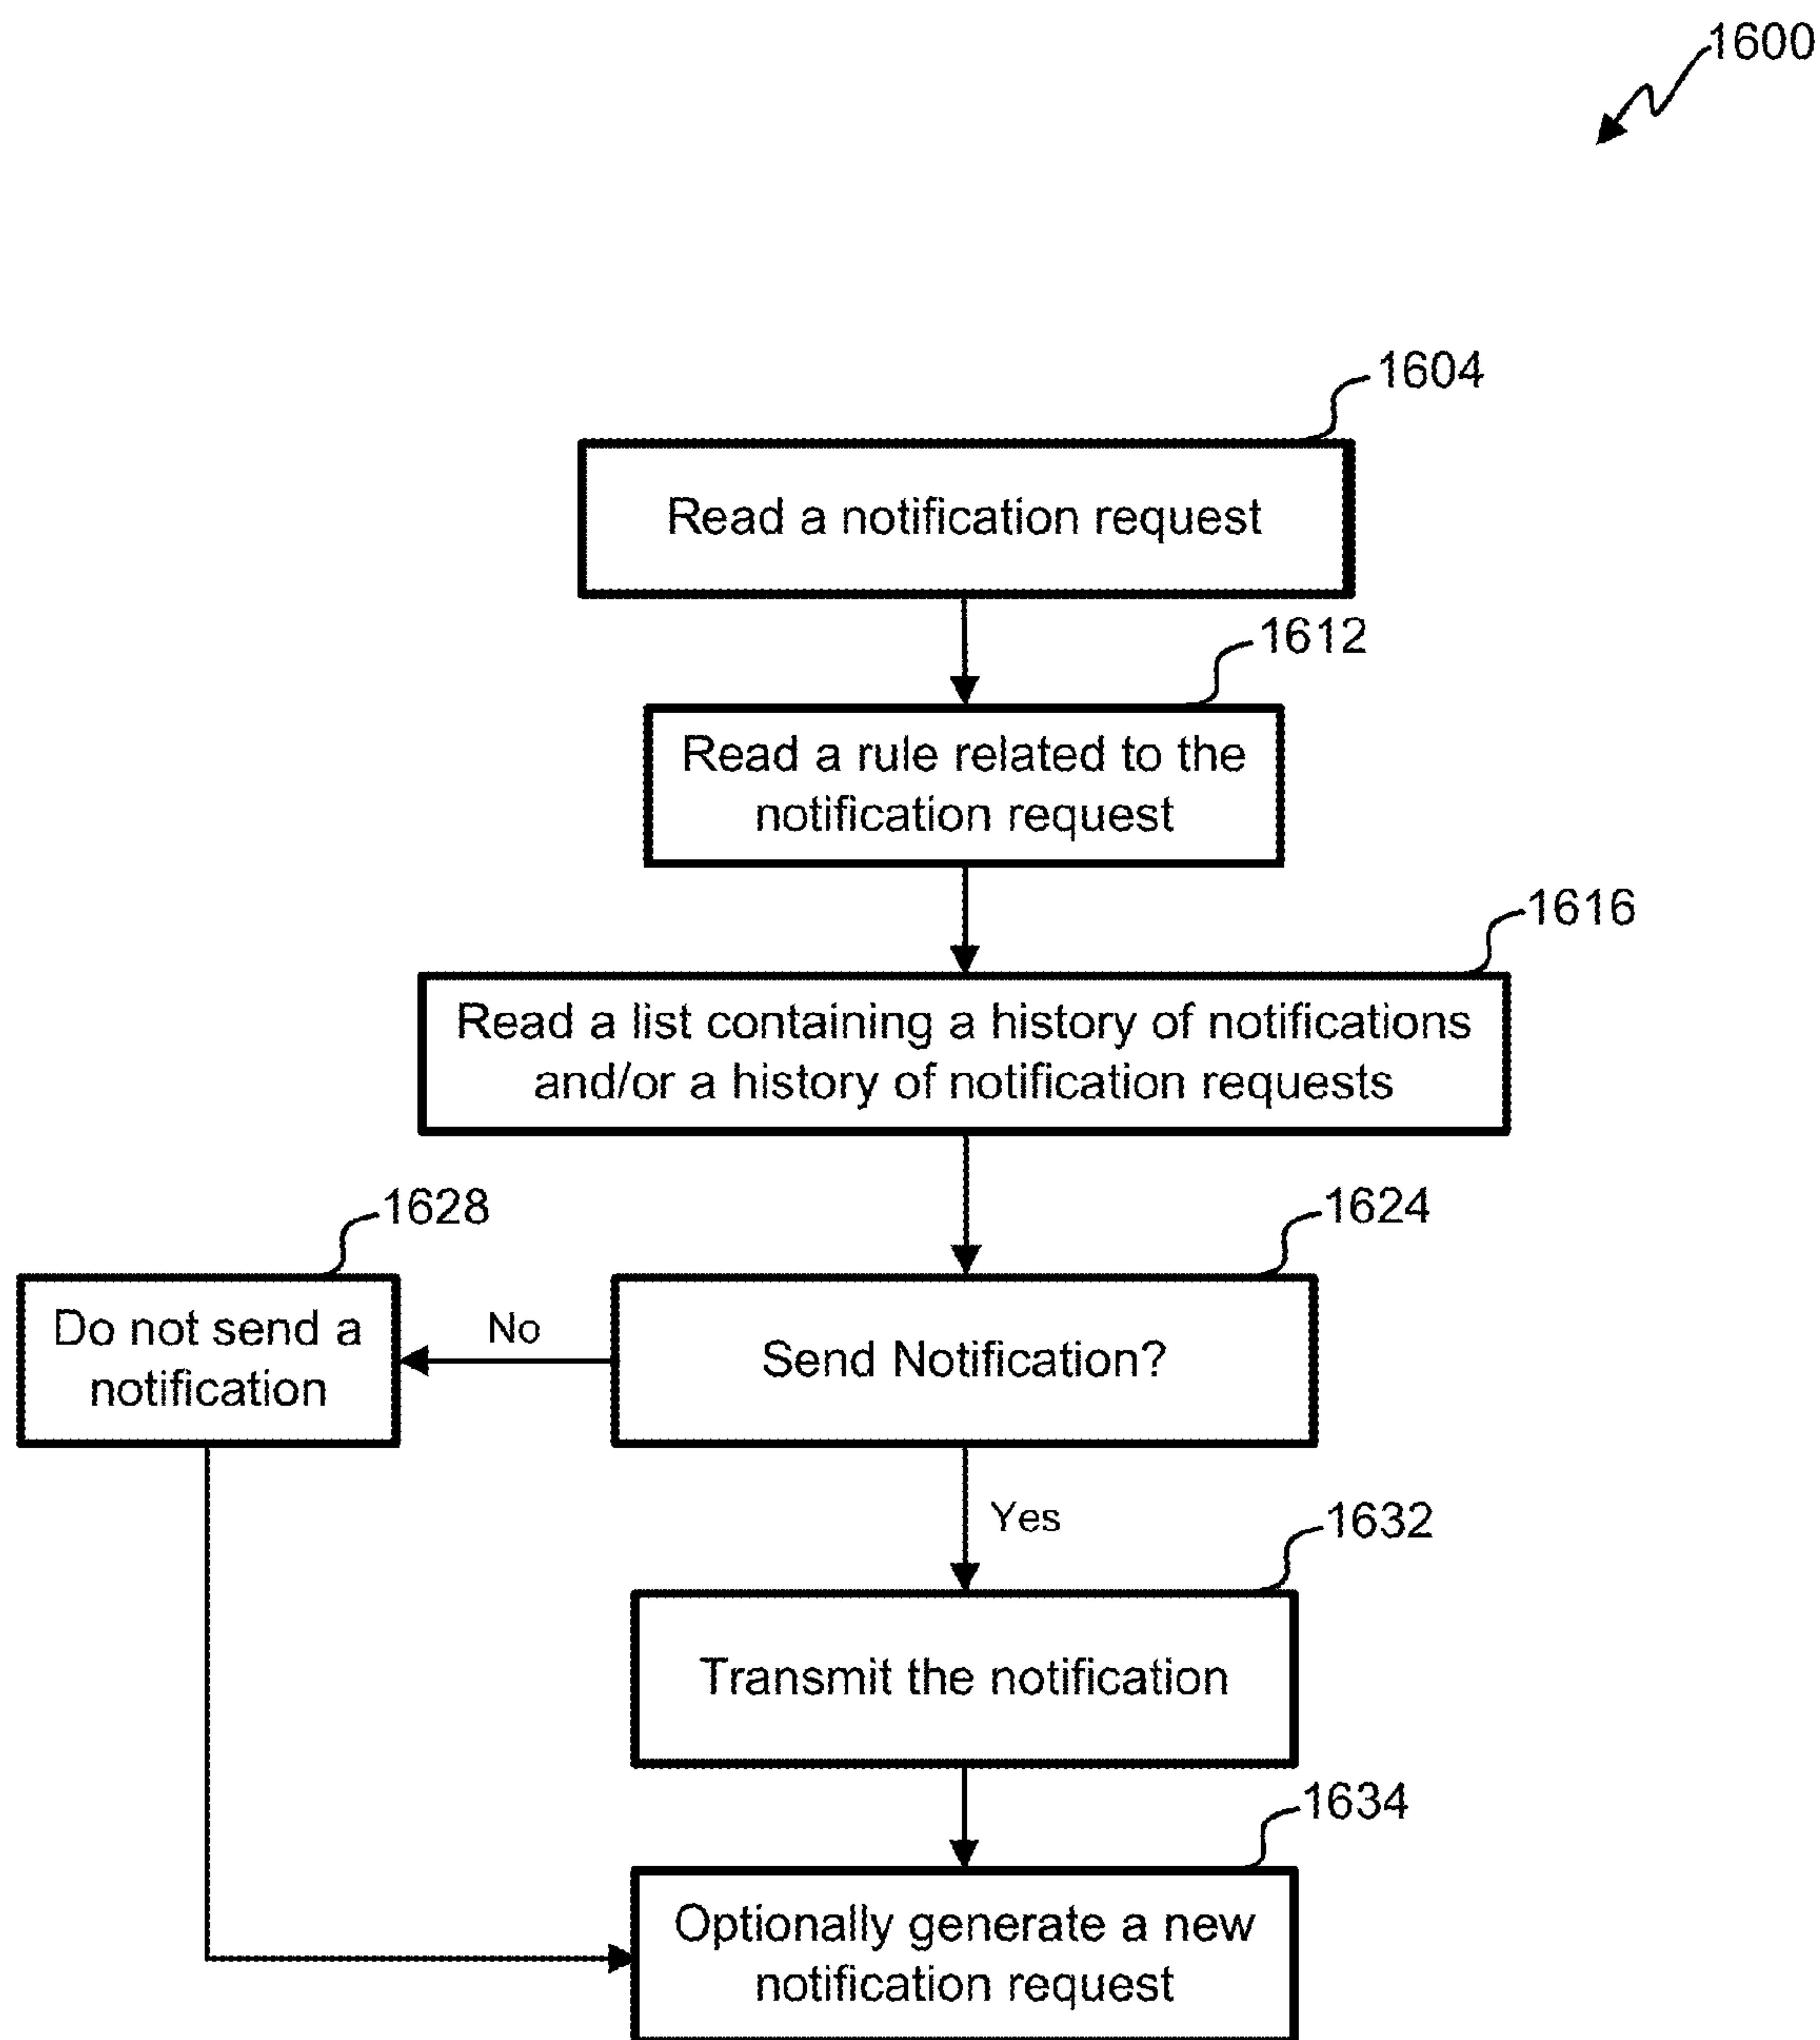 1600
1604
Read a notification request
1612
Read a rule related to the
notification request
1616
Read a list containing a history of notifications
and/or a history of notification requests
1628
1624
Do not send a
notification
No
Send Notification?
Yes
1632
Transmit the notification
1634
Optionally generate a new
notification request